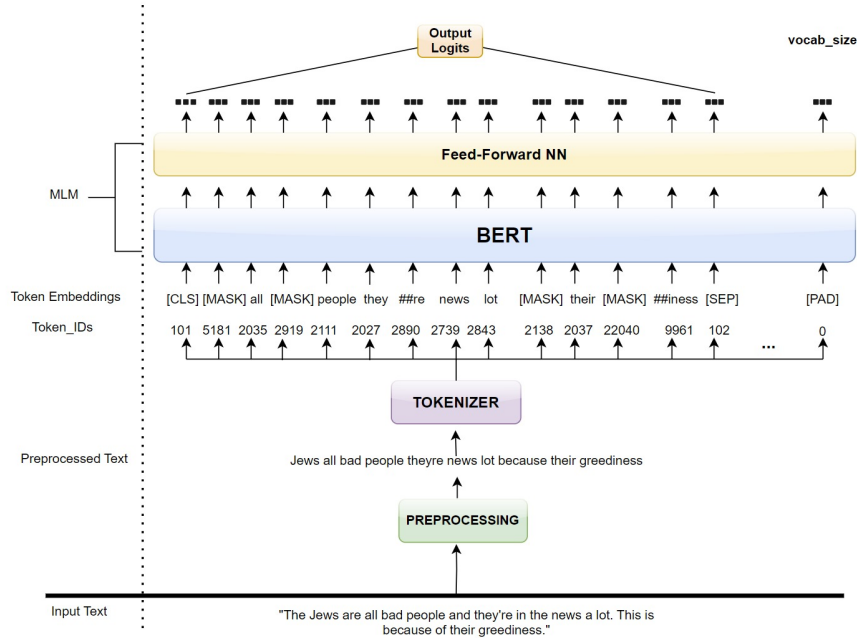 Output
Logits
vocab_size
Feed-Forward NN
MLM
BERT
Token Embeddings [CLS] [MASK] all [MASK] people they ##re news lot [MASK] their [MASK] ##iness [SEP] [PAD]
Token_IDs 101 5181 2035 2919 2111 2027 2890 2739 2843 2138 2037 22040 9961 102 ... 0
TOKENIZER
Preprocessed Text Jews all bad people theyre news lot because their greediness
PREPROCESSING
Input Text "The Jews are all bad people and they're in the news a lot. This is
because of their greediness."